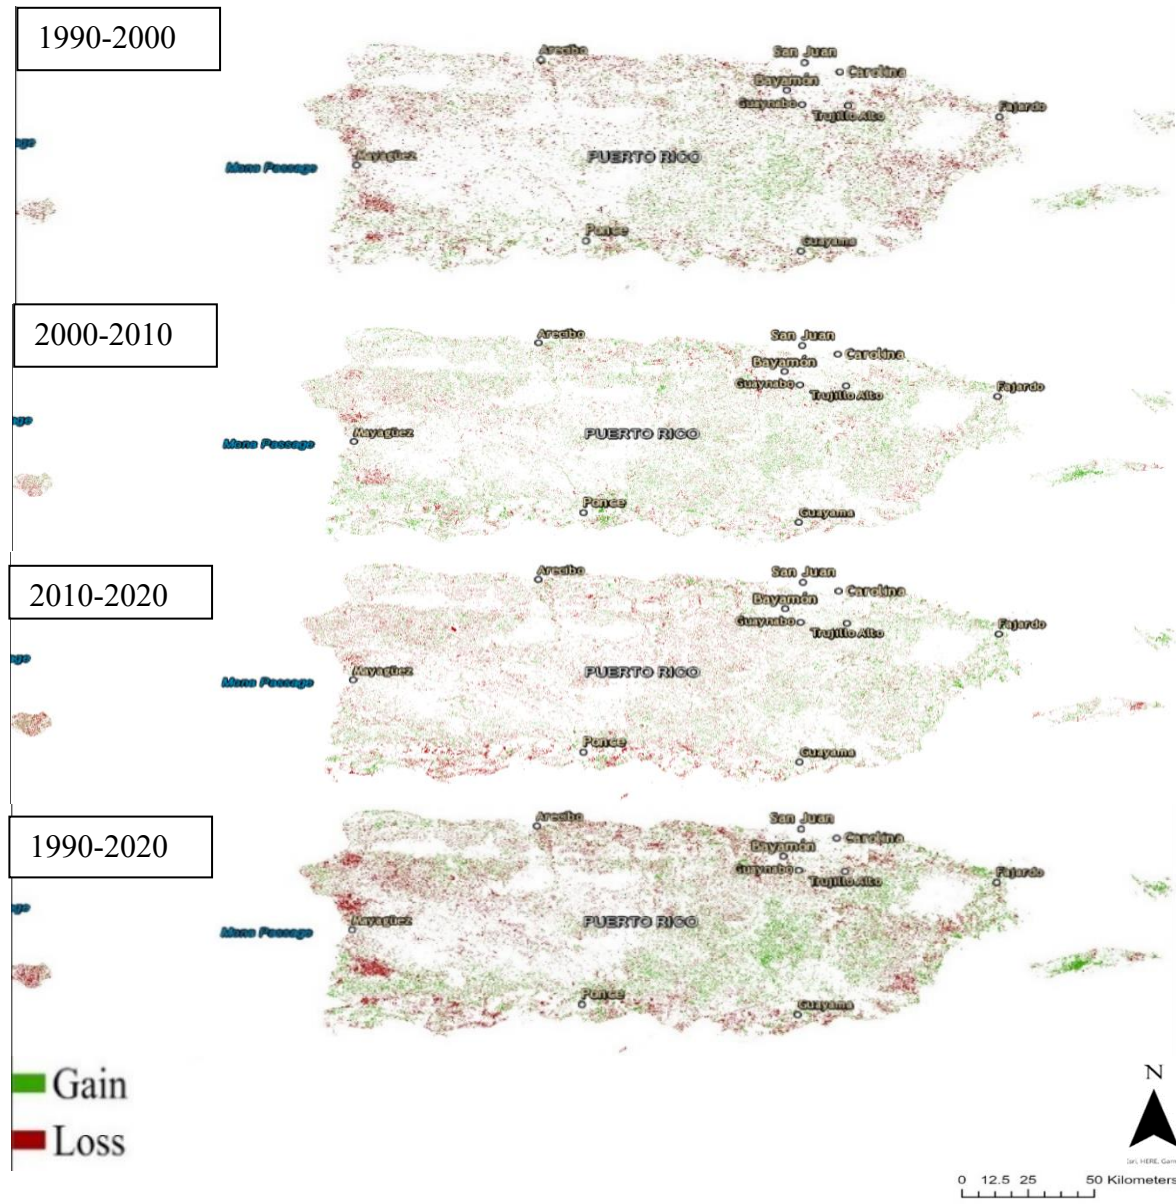 1990-2000
Arecibo
San Juan
Carolina
Bayamón
Guaynabo
Trujillo Alto
Fajardo
Mona Passage
Mayagüez
PUERTO RICO
Ponce
Guayama
2000-2010
Arecibo
San Juan
Carolina
Bayamón
Guaynabo
Trujillo Alto
Fajardo
Mona Passage
Mayagüez
PUERTO RICO
Ponce
Guayama
2010-2020
Arecibo
San Juan
Carolina
Bayamón
Guaynabo
Trujillo Alto
Fajardo
Mona Passage
Mayagüez
PUERTO RICO
Ponce
Guayama
1990-2020
Arecibo
San Juan
Carolina
Bayamón
Guaynabo
Trujillo Alto
Fajardo
Mona Passage
Mayagüez
PUERTO RICO
Ponce
Guayama
Gain
Loss
N
Esri, HERE, Garm
0 12.5 25 50 Kilometers